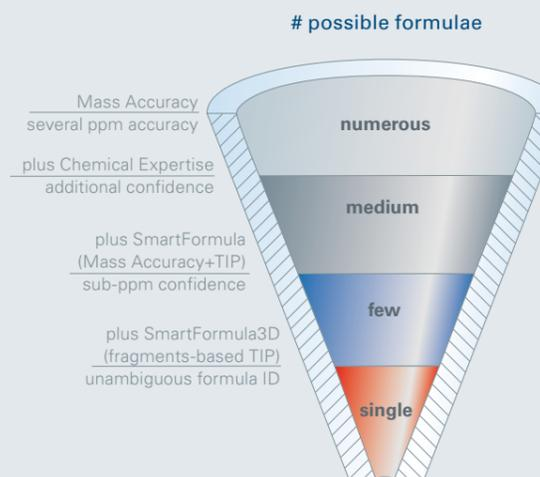 # possible formulae
Mass Accuracy
several ppm accuracy
numerous
plus Chemical Expertise
additional confidence
medium
plus SmartFormula
(Mass Accuracy+TIP)
sub-ppm confidence
few
plus SmartFormula3D
(fragments-based TIP)
unambiguous formula ID
single